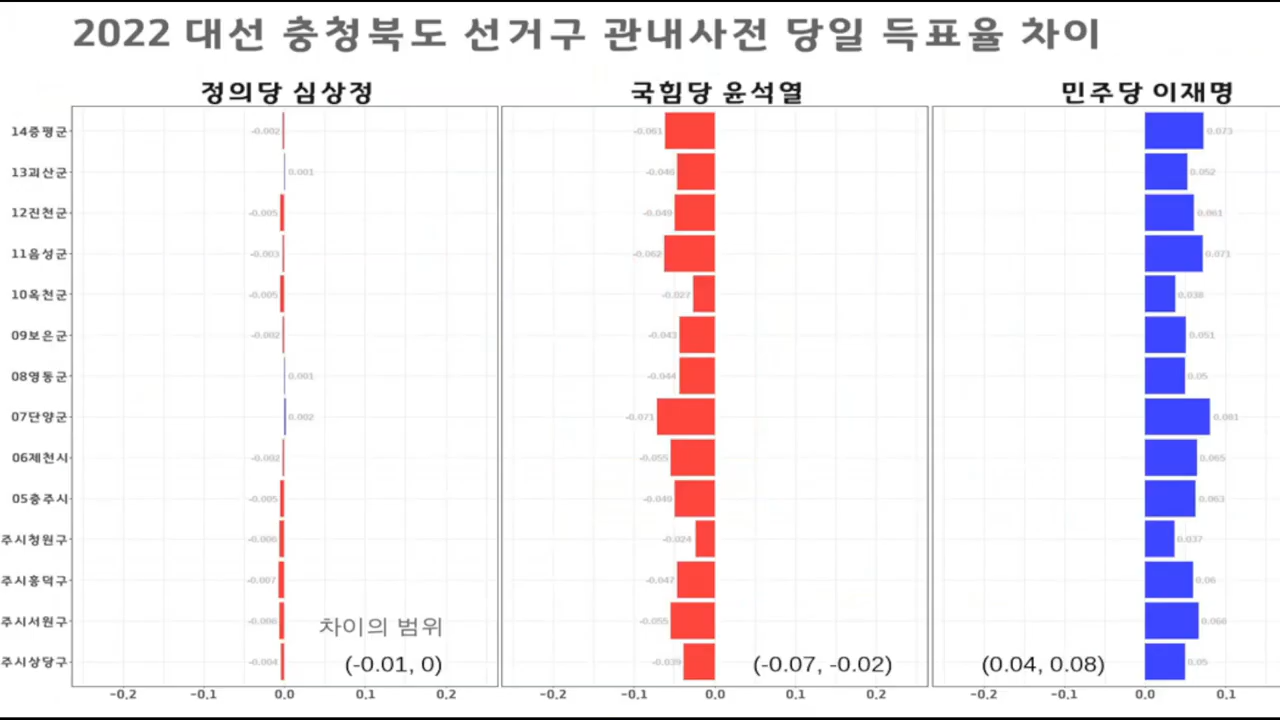 2022 대선 충청북도 선거구 관내사전 당일 득표율 차이
정의당 심상정
국힘당 윤석열
민주당 이재명
14증평군 -0.002 -0.061 0.073
13괴산군 0.001 -0.046 0.052
12진천군 -0.005 -0.049 0.061
11음성군 -0.003 -0.062 0.071
10옥천군 -0.005 -0.027 0.038
09보은군 -0.002 -0.043 0.051
08영동군 0.001 -0.044 0.05
07단양군 0.002 -0.071 0.081
06제천시 -0.002 -0.055 0.065
05충주시 -0.005 -0.049 0.063
주시청원구 -0.006 -0.024 0.037
주시흥덕구 -0.007 -0.047 0.06
주시서원구 -0.006 -0.055 0.066
주시상당구 -0.004 -0.039 0.05
차이의 범위
(-0.01, 0)
(-0.07, -0.02)
(0.04, 0.08)
-0.2 -0.1 0.0 0.1 0.2
-0.2 -0.1 0.0 0.1 0.2
-0.2 -0.1 0.0 0.1